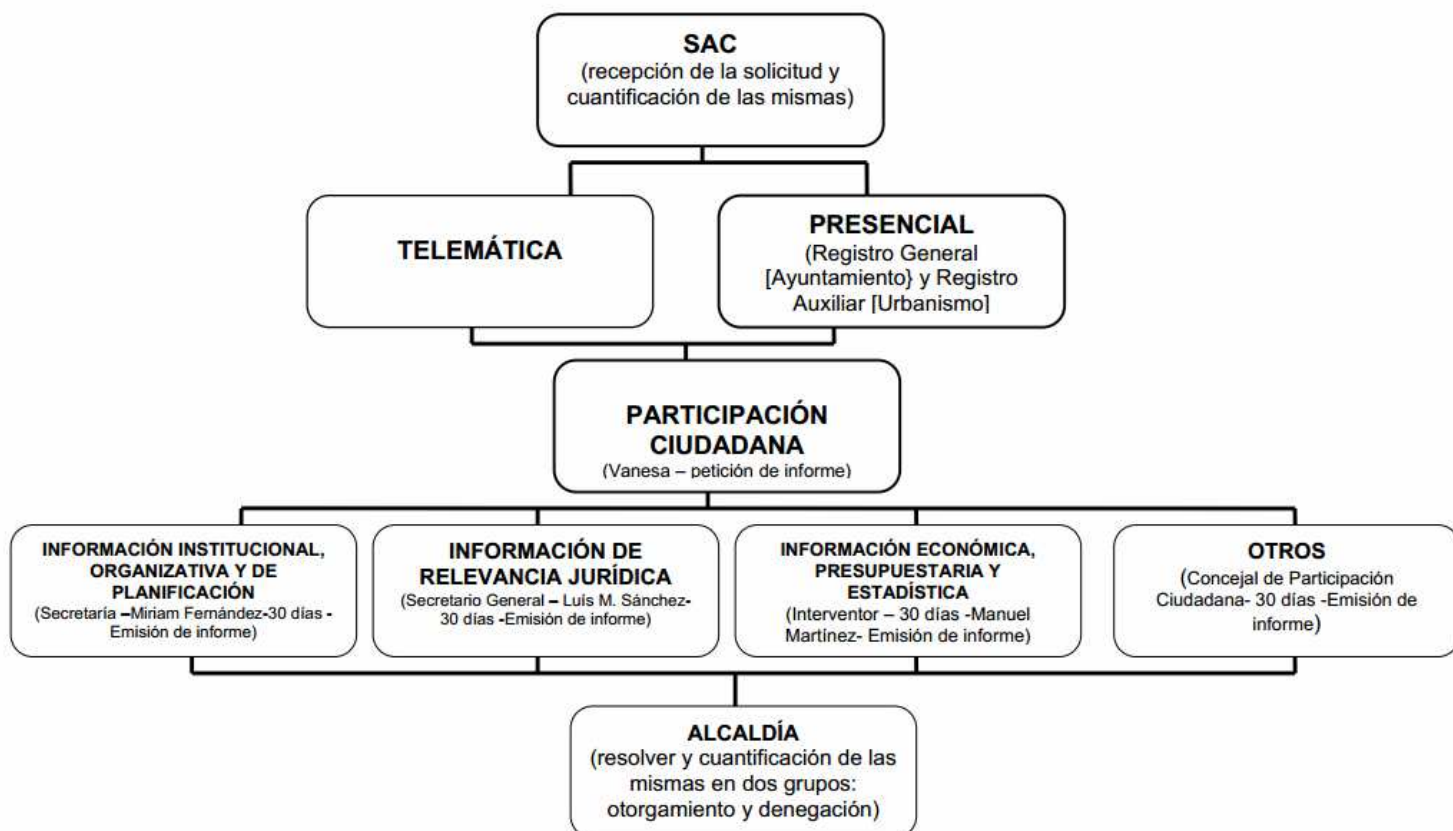 SAC
(recepción de la solicitud y
cuantificación de las mismas)
TELEMÁTICA
PRESENCIAL
(Registro General
[Ayuntamiento} y Registro
Auxiliar [Urbanismo]
PARTICIPACIÓN
CIUDADANA
(Vanesa – petición de informe)
INFORMACIÓN INSTITUCIONAL,
ORGANIZATIVA Y DE
PLANIFICACIÓN
(Secretaría –Miriam Fernández-30 días -
Emisión de informe)
INFORMACIÓN DE
RELEVANCIA JURÍDICA
(Secretario General – Luís M. Sánchez-
30 días -Emisión de informe)
INFORMACIÓN ECONÓMICA,
PRESUPUESTARIA Y
ESTADÍSTICA
(Interventor – 30 días -Manuel
Martínez- Emisión de informe)
OTROS
(Concejal de Participación
Ciudadana- 30 días -Emisión de
informe)
ALCALDÍA
(resolver y cuantificación de las
mismas en dos grupos:
otorgamiento y denegación)